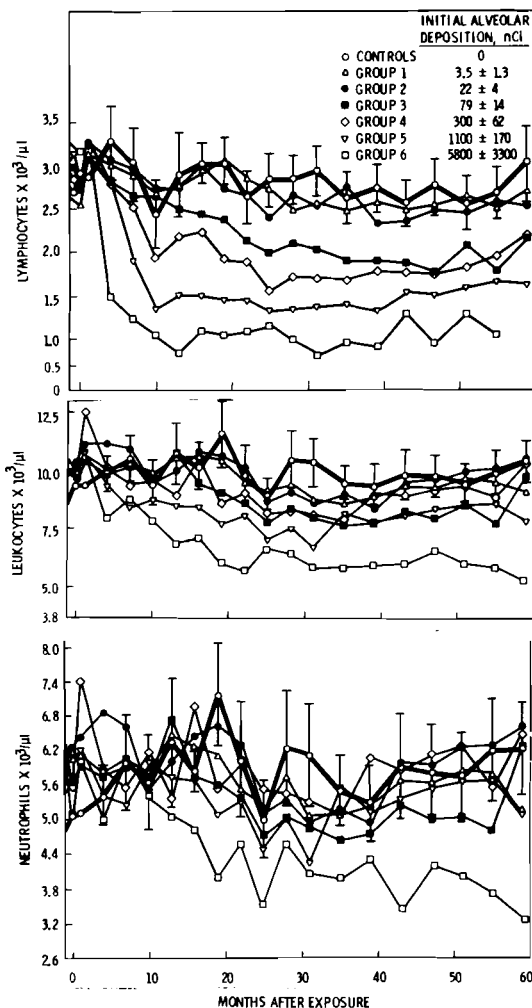 INITIAL ALVEOLAR
DEPOSITION, nCi
CONTROLS 0
GROUP 1 3.5 ± 1.3
GROUP 2 22 ± 4
GROUP 3 79 ± 14
GROUP 4 300 ± 62
GROUP 5 1100 ± 170
GROUP 6 5800 ± 3300
LYMPHOCYTES X 10³/µl
3.5
3.0
2.5
2.0
1.5
1.0
0.5
0
LEUKOCYTES X 10³/µl
12.5
10.0
7.5
5.0
3.8
NEUTROPHILS X 10³/µl
8.0
7.4
6.8
6.2
5.6
5.0
4.4
3.8
3.2
2.6
0 10 20 30 40 50 60
MONTHS AFTER EXPOSURE